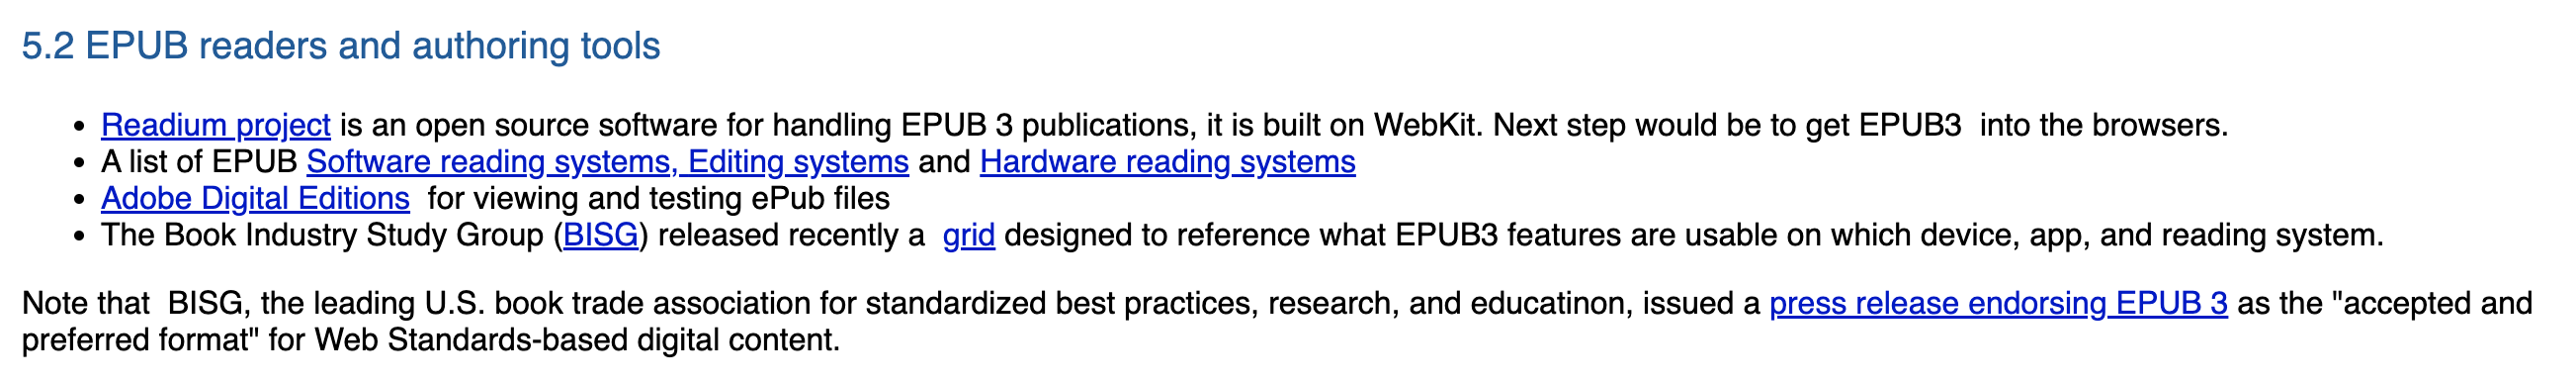 5.2 EPUB readers and authoring tools
• Readium project is an open source software for handling EPUB 3 publications, it is built on WebKit. Next step would be to get EPUB3  into the browsers.
• A list of EPUB Software reading systems, Editing systems and Hardware reading systems
• Adobe Digital Editions  for viewing and testing ePub files
• The Book Industry Study Group (BISG) released recently a  grid designed to reference what EPUB3 features are usable on which device, app, and reading system.
Note that  BISG, the leading U.S. book trade association for standardized best practices, research, and educatinon, issued a press release endorsing EPUB 3 as the "accepted and
preferred format" for Web Standards-based digital content.